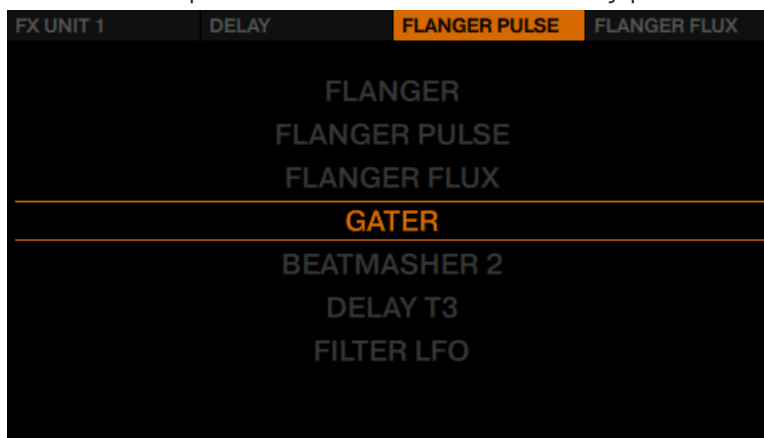 FX UNIT 1 DELAY FLANGER PULSE FLANGER FLUX
FLANGER
FLANGER PULSE
FLANGER FLUX
GATER
BEATMASHER 2
DELAY T3
FILTER LFO